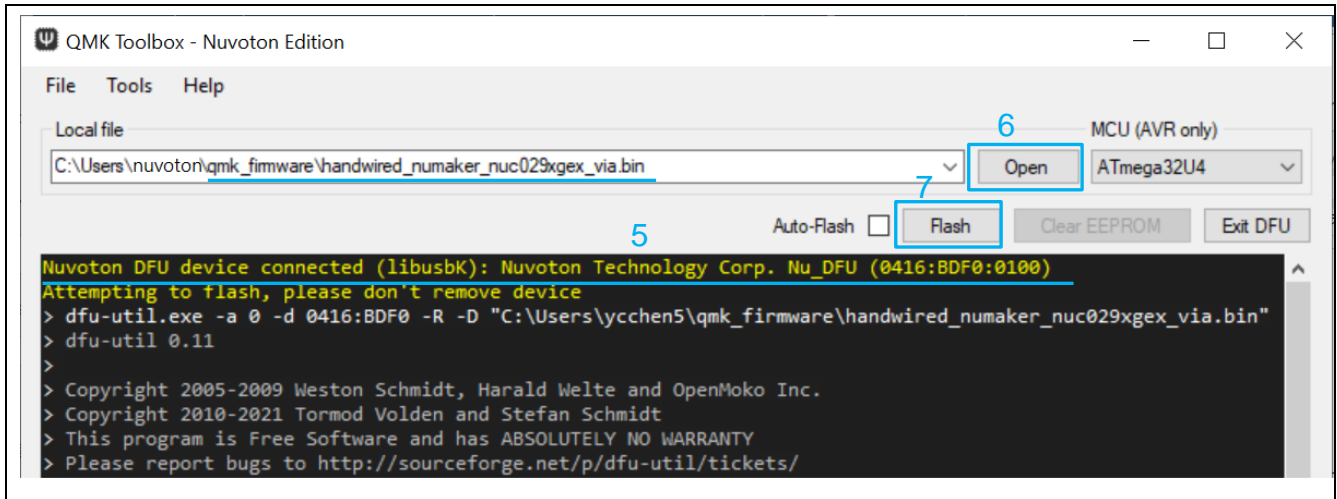 QMK Toolbox - Nuvoton Edition
File Tools Help
Local file
6
MCU (AVR only)
C:\Users\nuvoton\qmk_firmware\handwired_numaker_nuc029xgex_via.bin
Open
ATmega32U4
7
Auto-Flash
Flash
Clear EEPROM
Exit DFU
5
Nuvoton DFU device connected (libusbK): Nuvoton Technology Corp. Nu_DFU (0416:BDF0:0100)
Attempting to flash, please don't remove device
> dfu-util.exe -a 0 -d 0416:BDF0 -R -D "C:\Users\ycchen5\qmk_firmware\handwired_numaker_nuc029xgex_via.bin"
> dfu-util 0.11
>
> Copyright 2005-2009 Weston Schmidt, Harald Welte and OpenMoko Inc.
> Copyright 2010-2021 Tormod Volden and Stefan Schmidt
> This program is Free Software and has ABSOLUTELY NO WARRANTY
> Please report bugs to http://sourceforge.net/p/dfu-util/tickets/